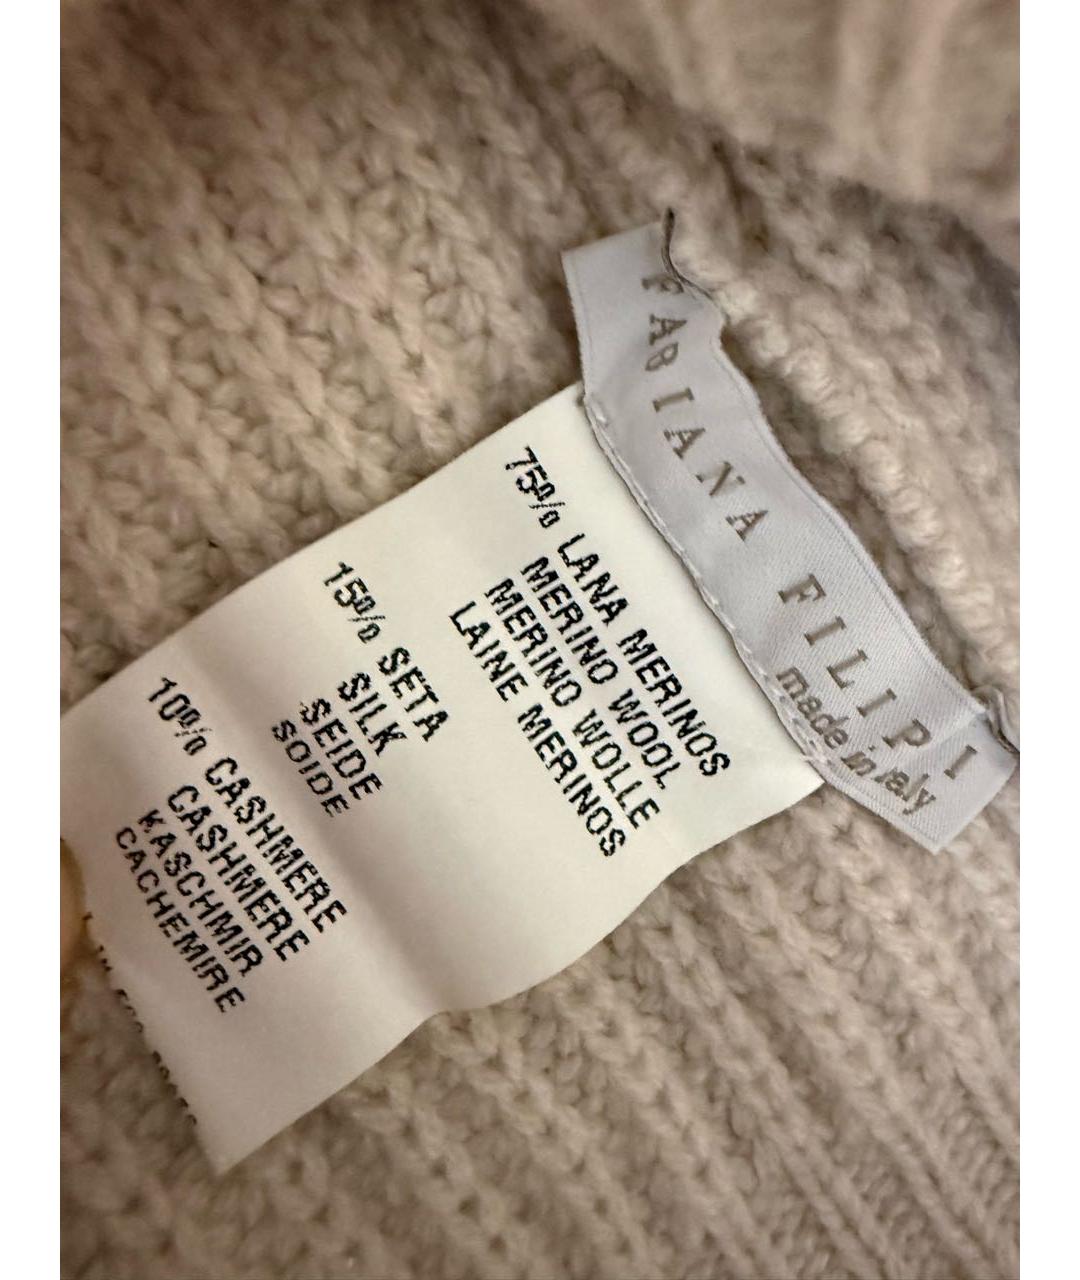 FABIANA FILIPPI
made in
75% LANA MERINOS
MERINO WOOL
MERINO WOLLE
LAINE MERINOS
15% SETA
SILK
SEIDE
SOIDE
10% CASHMERE
CASHMERE
KASCHMIR
CACHEMIRE